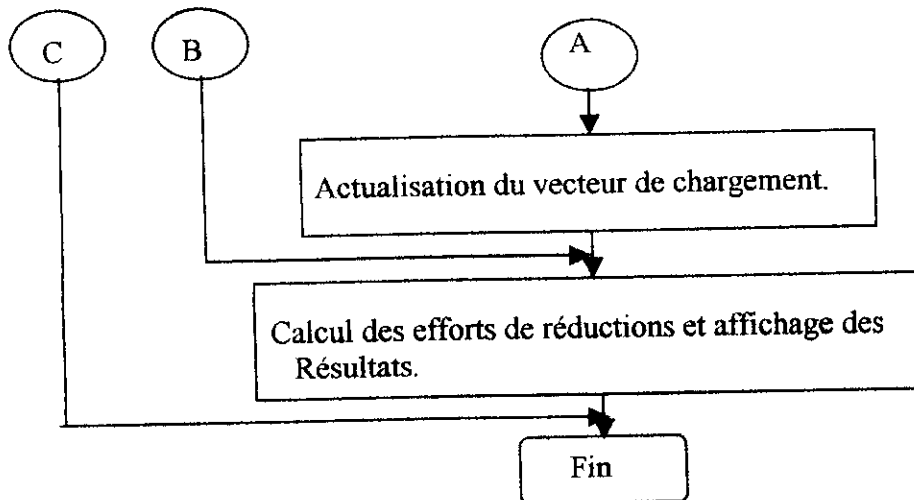 C
B
A
Actualisation du vecteur de chargement.
Calcul des efforts de réductions et affichage des
Résultats.
Fin